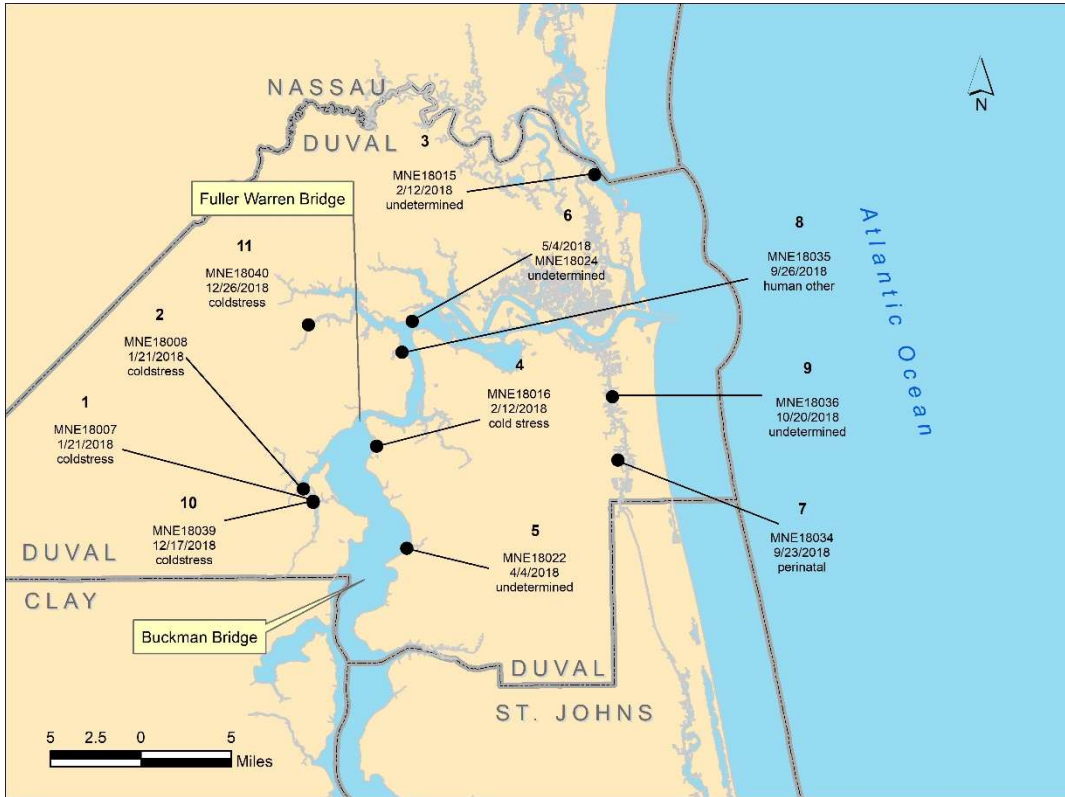 NASSAU
DUVAL
3
MNE18015
2/12/2018
undetermined
Fuller Warren Bridge
6
5/4/2018
MNE18024
undetermined
8
MNE18035
9/26/2018
human other
N
11
MNE18040
12/26/2018
coldstress
2
MNE18008
1/21/2018
coldstress
4
MNE18016
2/12/2018
cold stress
9
MNE18036
10/20/2018
undetermined
Atlantic Ocean
1
MNE18007
1/21/2018
coldstress
10
MNE18039
12/17/2018
coldstress
5
MNE18022
4/4/2018
undetermined
7
MNE18034
9/23/2018
perinatal
DUVAL
CLAY
Buckman Bridge
DUVAL
ST. JOHNS
5 2.5 0 5
Miles